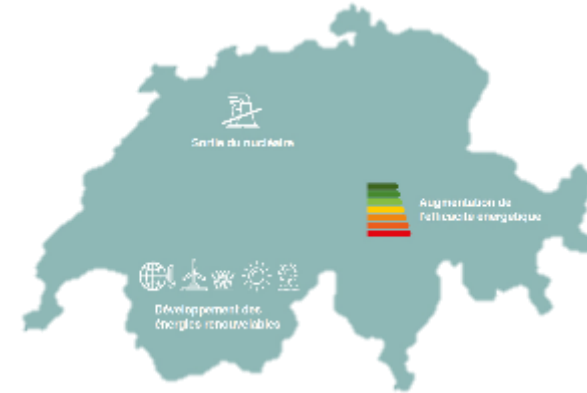 Sortie du nucléaire
Augmentation de
l'efficacité énergétique
Développement des
énergies renouvelables